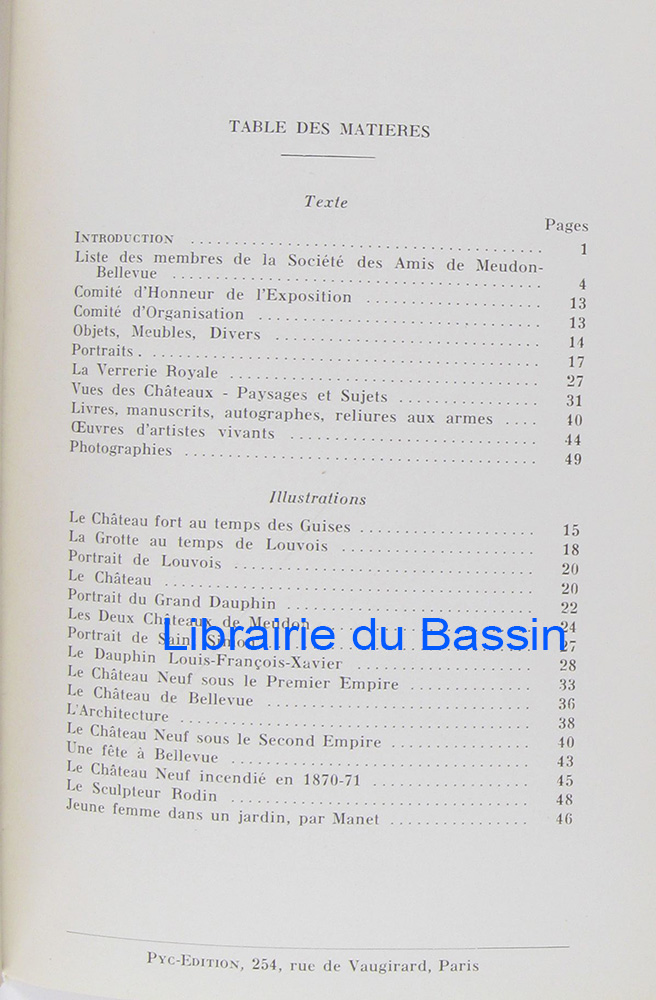 TABLE DES MATIERES
Texte
Pages
INTRODUCTION ........................................ 1
Liste des membres de la Société des Amis de Meudon-
Bellevue ........................................ 4
Comité d'Honneur de l'Exposition .................. 13
Comité d'Organisation .............................. 13
Objets, Meubles, Divers ............................ 14
Portraits . ........................................ 17
La Verrerie Royale ................................. 27
Vues des Châteaux - Paysages et Sujets ............. 31
Livres, manuscrits, autographes, reliures aux armes .... 40
Œuvres d'artistes vivants .......................... 44
Photographies ...................................... 49
Illustrations
Le Château fort au temps des Guises ................ 15
La Grotte au temps de Louvois ...................... 18
Portrait de Louvois ................................ 20
Le Château ......................................... 20
Portrait du Grand Dauphin .......................... 22
Les Deux Châteaux de Meudon ........................ 24
Portrait de Saint Simon ............................ 27
Librairie du Bassin
Le Dauphin Louis-François-Xavier ................... 28
Le Château Neuf sous le Premier Empire ............. 33
Le Château de Bellevue ............................. 36
L'Architecture ..................................... 38
Le Château Neuf sous le Second Empire .............. 40
Une fête à Bellevue ................................ 43
Le Château Neuf incendié en 1870-71 ................ 45
Le Sculpteur Rodin ................................. 48
Jeune femme dans un jardin, par Manet .............. 46
PYC-EDITION, 254, rue de Vaugirard, Paris